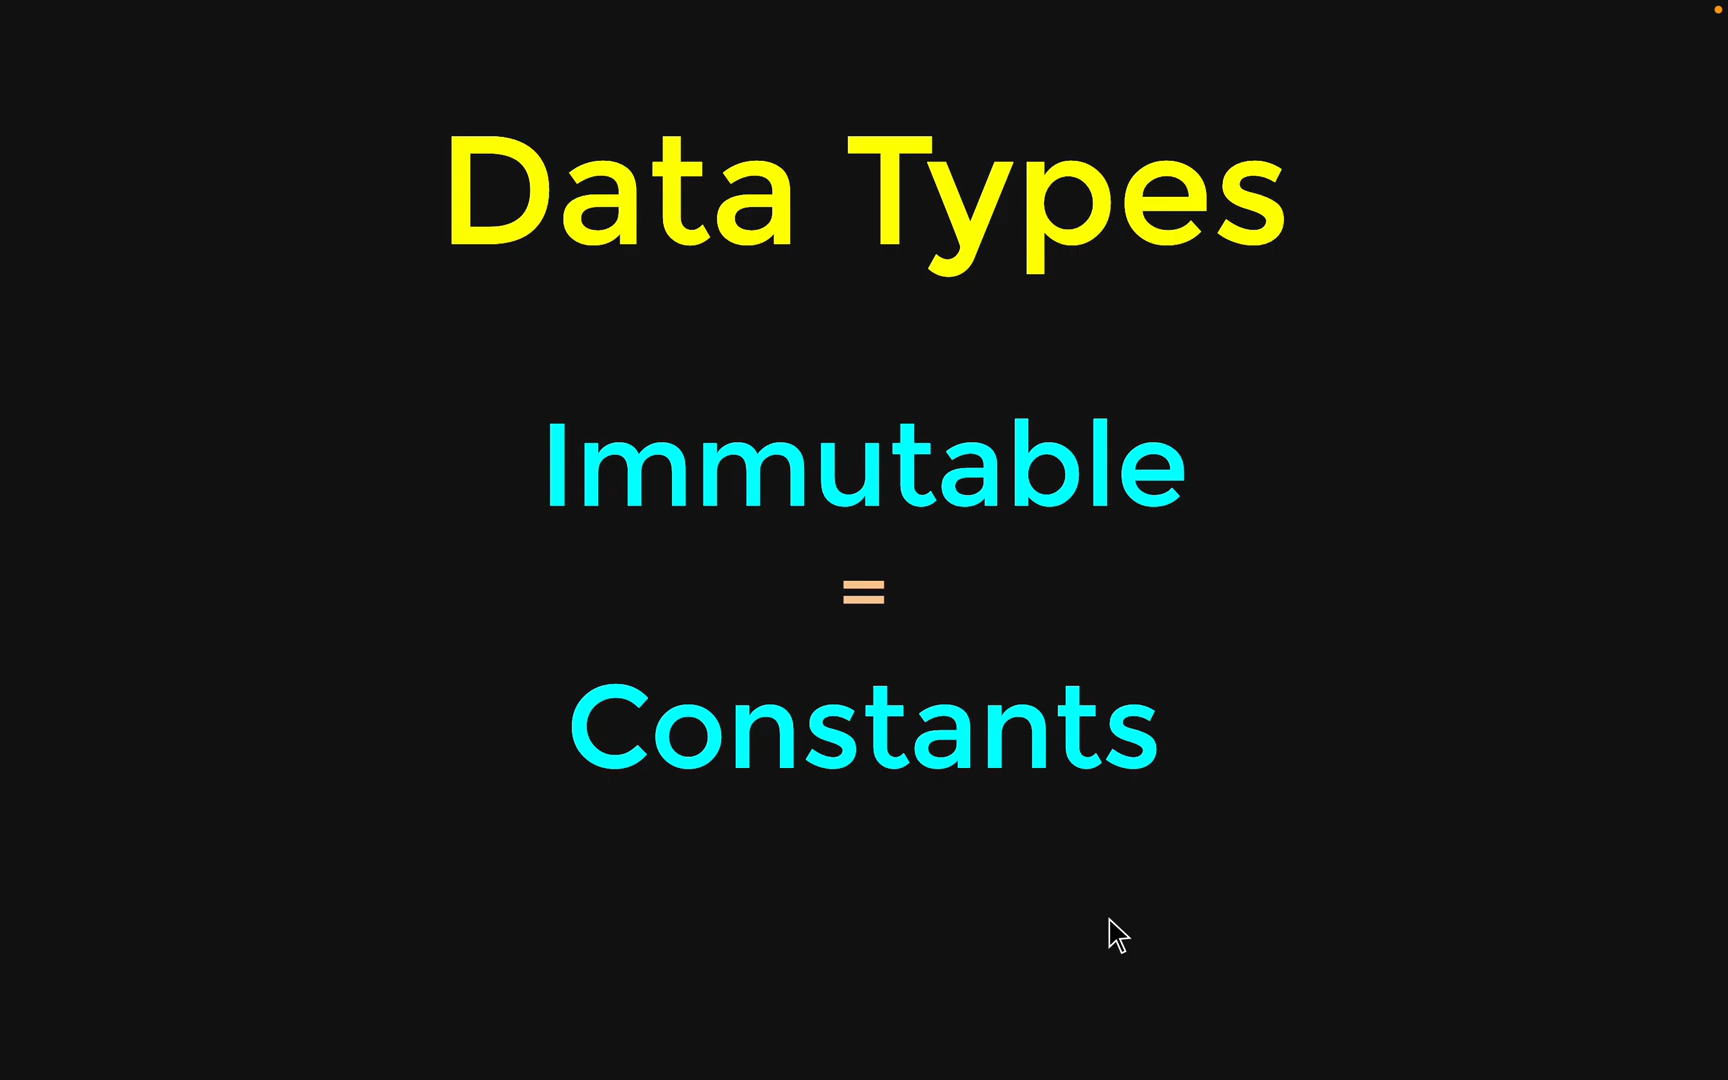 Data Types
Immutable
=
Constants